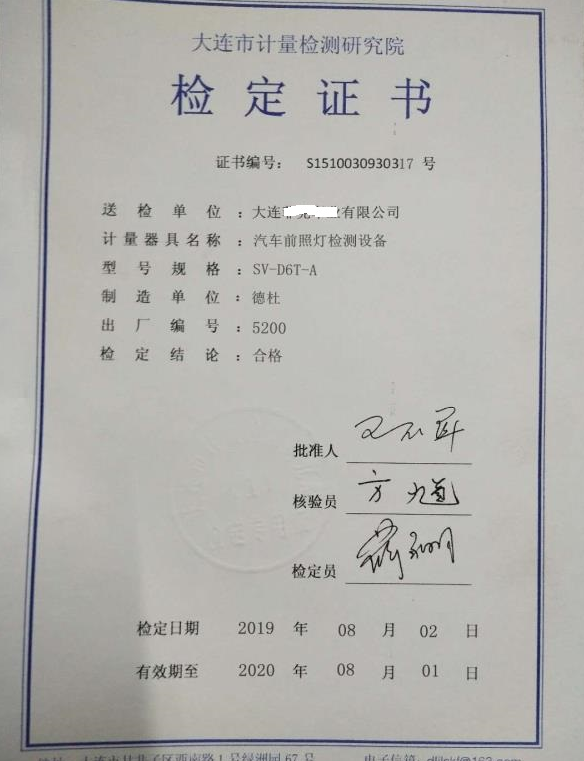 大连市计量检测研究院
检定证书
证书编号： S1510030930317 号
送检单位：大连 有限公司
计量器具名称：汽车前照灯检测设备
型号规格：SV-D6T-A
制造单位：德杜
出厂编号：5200
检定结论：合格
批准人
核验员
检定员
检定日期 2019 年 08 月 02 日
有效期至 2020 年 08 月 01 日